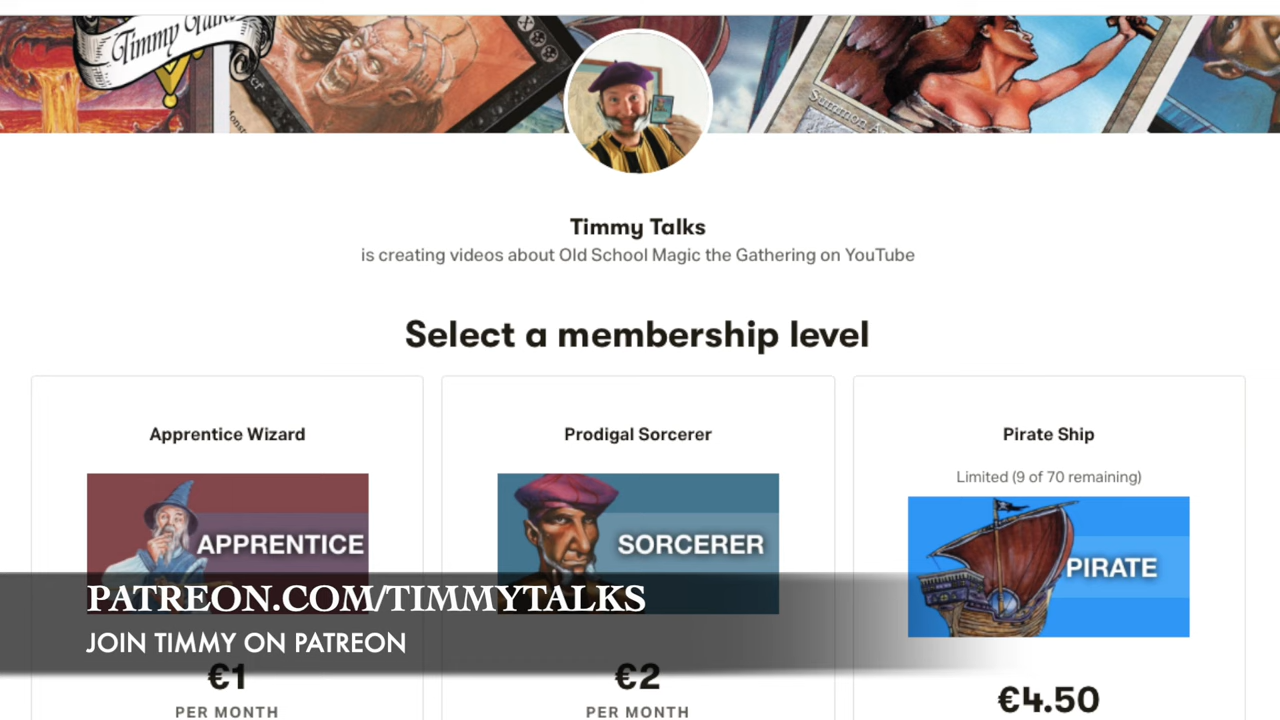 Timmy Talks
Summon A
Timmy Talks
is creating videos about Old School Magic the Gathering on YouTube
Select a membership level
Apprentice Wizard
Prodigal Sorcerer
Pirate Ship
Limited (9 of 70 remaining)
APPRENTICE
SORCERER
PIRATE
PATREON.COM/TIMMYTALKS
JOIN TIMMY ON PATREON
€1
€2
€4.50
PER MONTH
PER MONTH